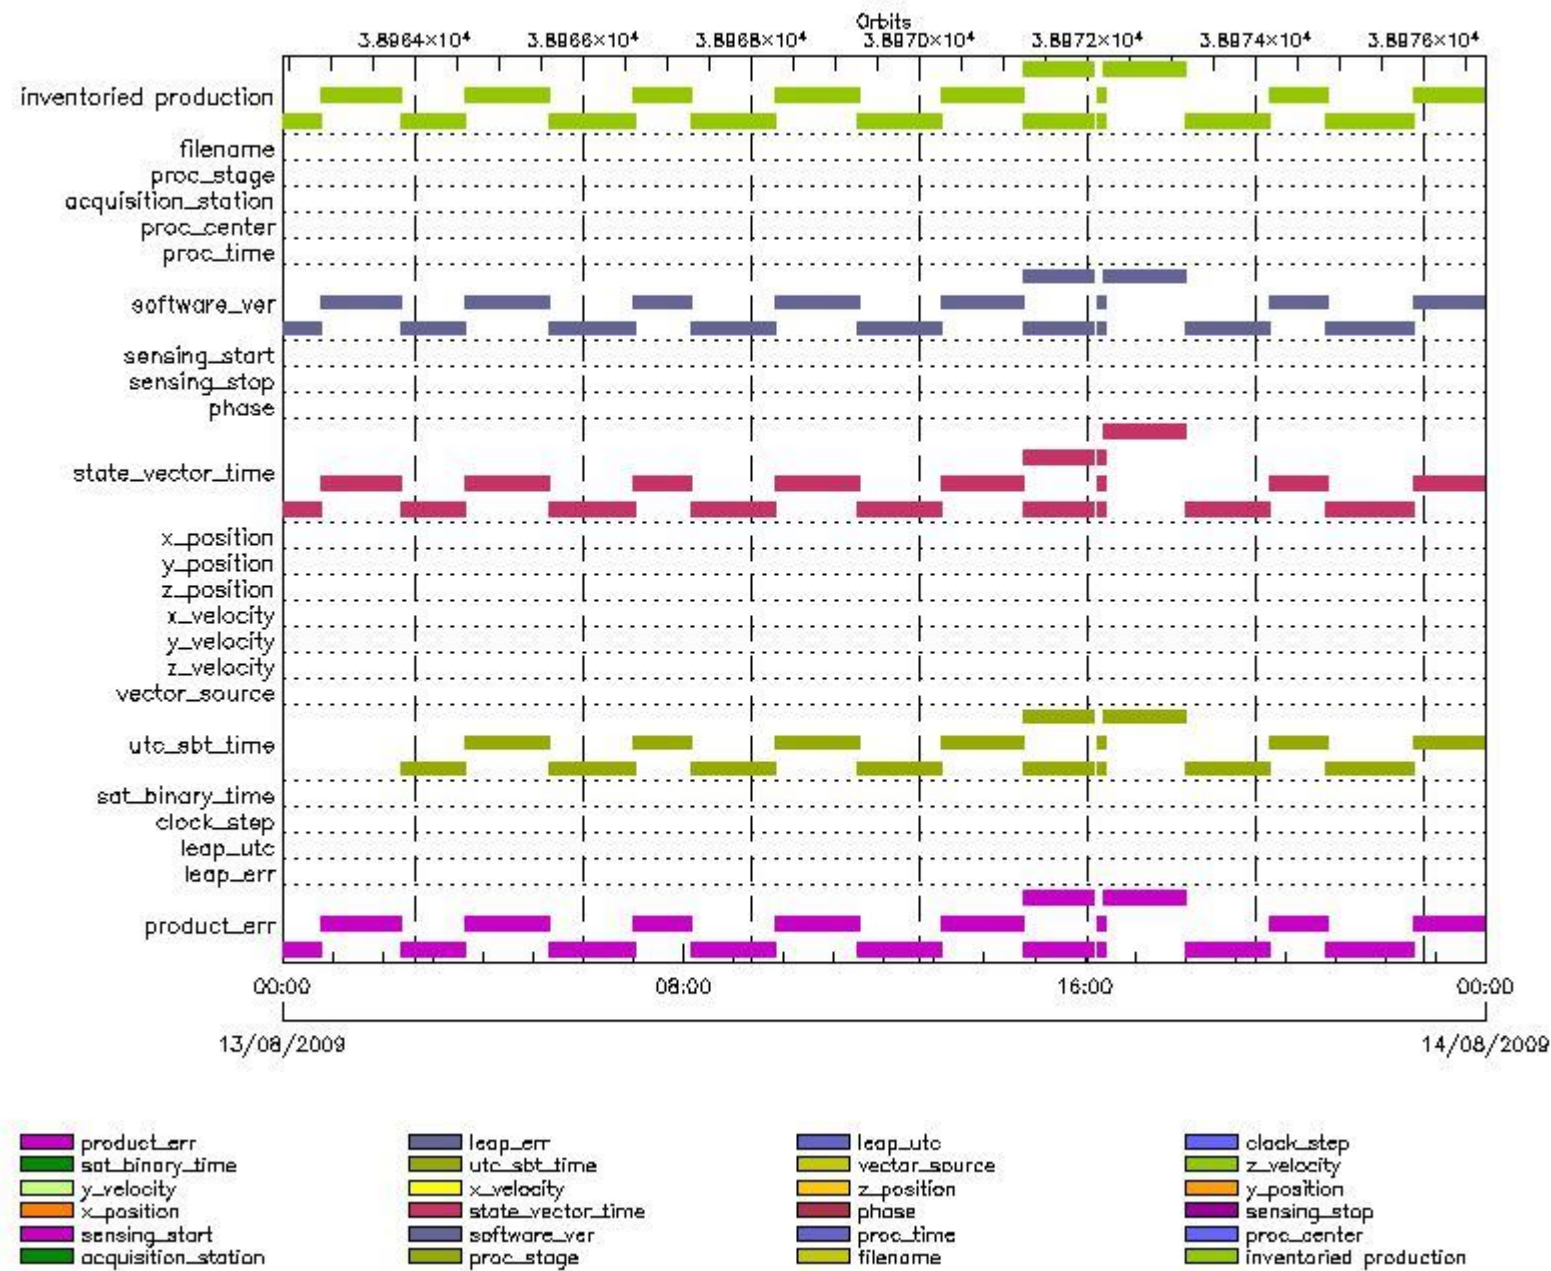 Orbits
3.8964×10⁴ 3.8966×10⁴ 3.8968×10⁴ 3.8970×10⁴ 3.8972×10⁴ 3.8974×10⁴ 3.8976×10⁴
inventoried production
filename
proc_stage
acquisition_station
proc_center
proc_time
software_ver
sensing_start
sensing_stop
phase
state_vector_time
x_position
y_position
z_position
x_velocity
y_velocity
z_velocity
vector_source
utc_sbt_time
sat_binary_time
clock_step
leap_utc
leap_err
product_err
00:00 08:00 16:00 00:00
13/08/2009 14/08/2009
product_err leap_err leap_utc clock_step
sat_binary_time utc_sbt_time vector_source z_velocity
y_velocity x_velocity z_position y_position
x_position state_vector_time phase sensing_stop
sensing_start software_ver proc_time proc_center
acquisition_station proc_stage filename inventoried production